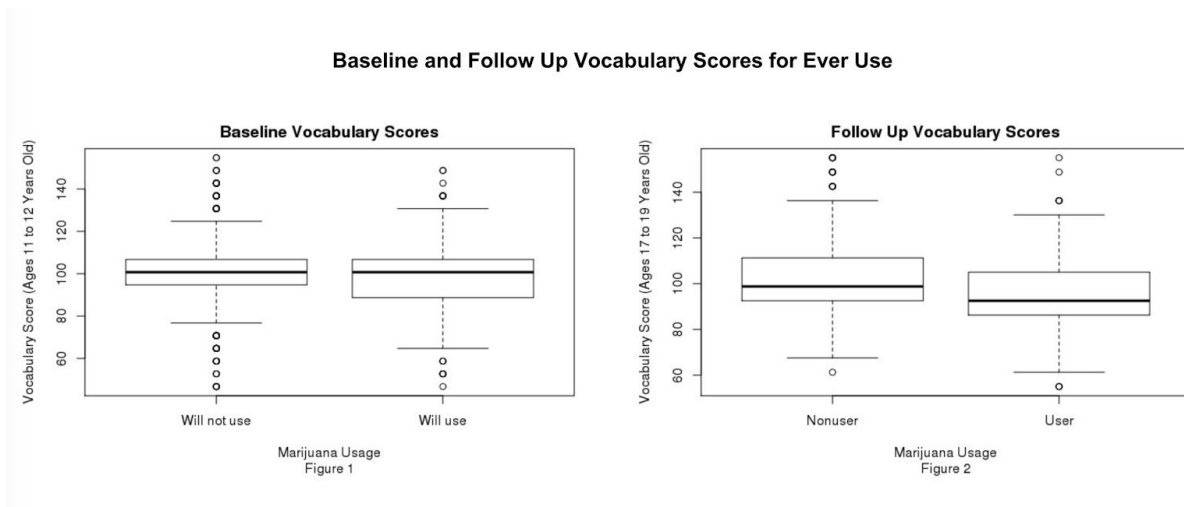 Baseline and Follow Up Vocabulary Scores for Ever Use
Baseline Vocabulary Scores
Vocabulary Score (Ages 11 to 12 Years Old)
140
120
100
80
60
Will not use
Will use
Marijuana Usage
Figure 1
Follow Up Vocabulary Scores
Vocabulary Score (Ages 17 to 19 Years Old)
140
120
100
80
60
Nonuser
User
Marijuana Usage
Figure 2